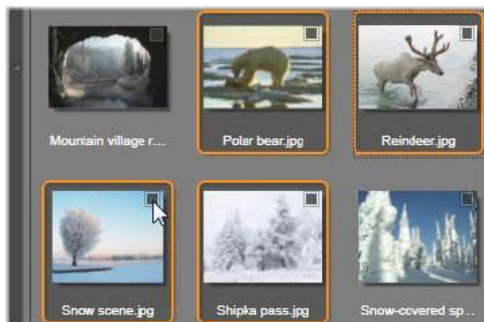 Mountain village r...
Polar bear.jpg
Reindeer.jpg
Snow scene.jpg
Shipka pass.jpg
Snow-covered sp...